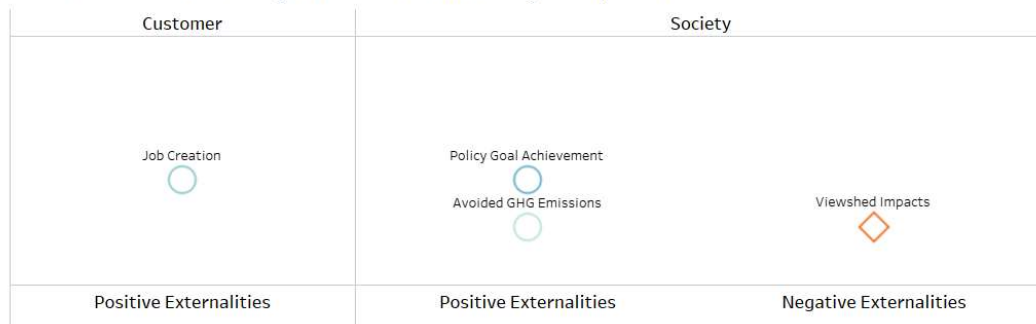 Customer
Society
Job Creation
Policy Goal Achievement
Avoided GHG Emissions
Viewshed Impacts
Positive Externalities
Positive Externalities
Negative Externalities